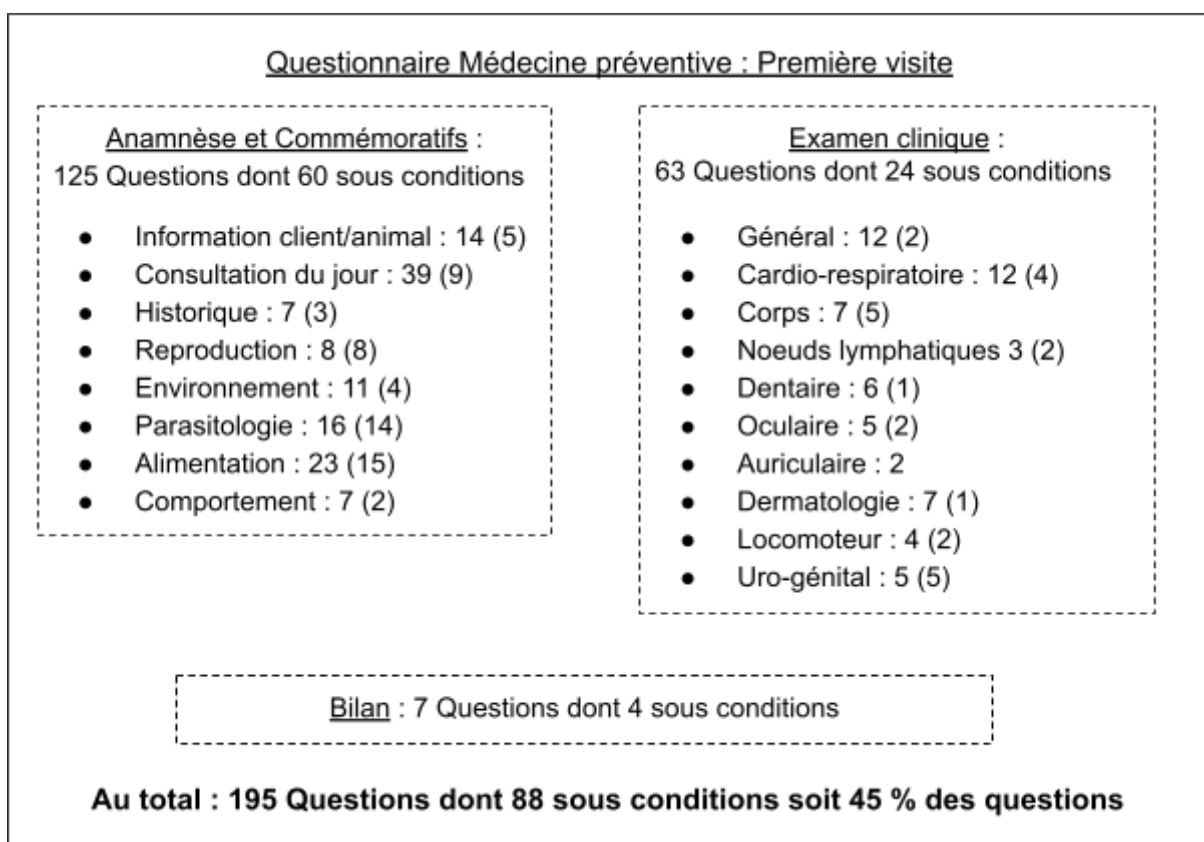 Questionnaire Médecine préventive : Première visite
Anamnèse et Commémoratifs :
125 Questions dont 60 sous conditions
● Information client/animal : 14 (5)
● Consultation du jour : 39 (9)
● Historique : 7 (3)
● Reproduction : 8 (8)
● Environnement : 11 (4)
● Parasitologie : 16 (14)
● Alimentation : 23 (15)
● Comportement : 7 (2)
Examen clinique :
63 Questions dont 24 sous conditions
● Général : 12 (2)
● Cardio-respiratoire : 12 (4)
● Corps : 7 (5)
● Noeuds lymphatiques 3 (2)
● Dentaire : 6 (1)
● Oculaire : 5 (2)
● Auriculaire : 2
● Dermatologie : 7 (1)
● Locomoteur : 4 (2)
● Uro-génital : 5 (5)
Bilan : 7 Questions dont 4 sous conditions
Au total : 195 Questions dont 88 sous conditions soit 45 % des questions